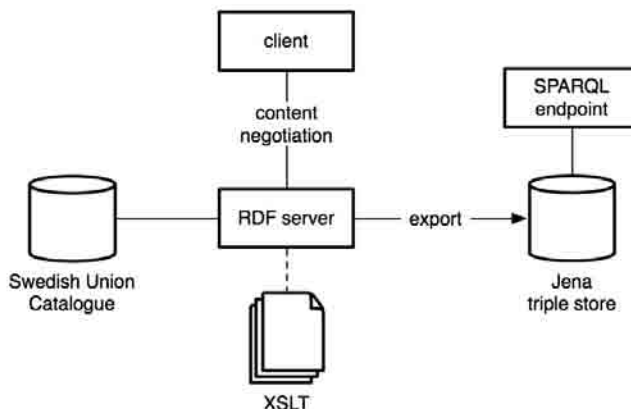 client
SPARQL
endpoint
content
negotiation
RDF server
export
Swedish Union
Catalogue
Jena
triple store
XSLT